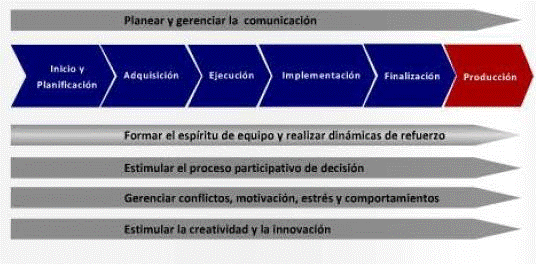 Planear y gerenciar la comunicación
Inicio y
Planificación
Adquisición
Ejecución
Implementación
Finalización
Producción
Formar el espíritu de equipo y realizar dinámicas de refuerzo
Estimular el proceso participativo de decisión
Gerenciar conflictos, motivación, estrés y comportamientos
Estimular la creatividad y la innovación